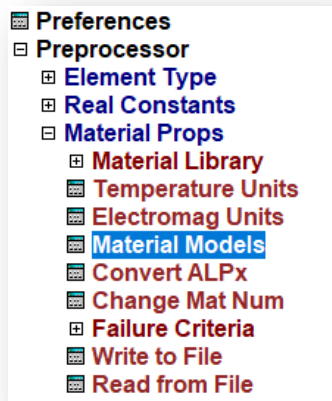 Preferences
Preprocessor
Element Type
Real Constants
Material Props
Material Library
Temperature Units
Electromag Units
Material Models
Convert ALPx
Change Mat Num
Failure Criteria
Write to File
Read from File